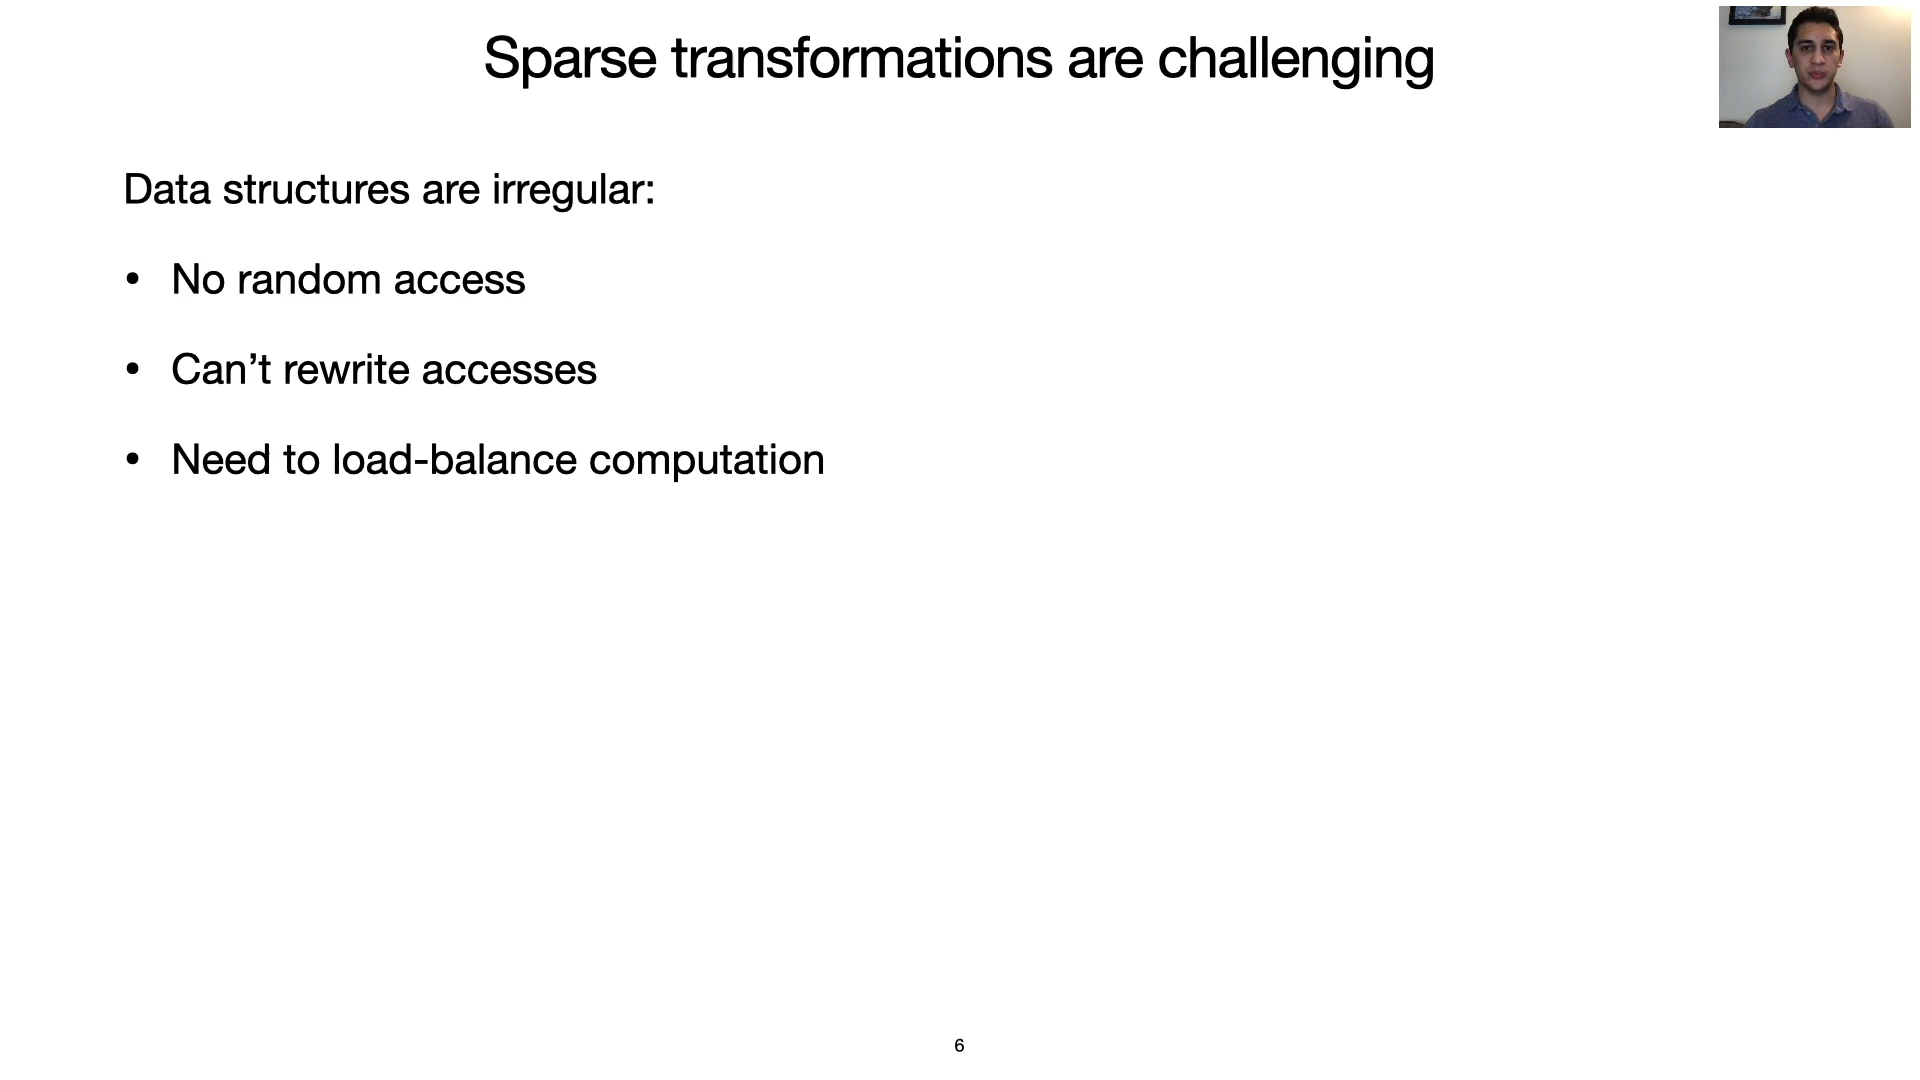 Sparse transformations are challenging
Data structures are irregular:
• No random access
• Can’t rewrite accesses
• Need to load-balance computation
6